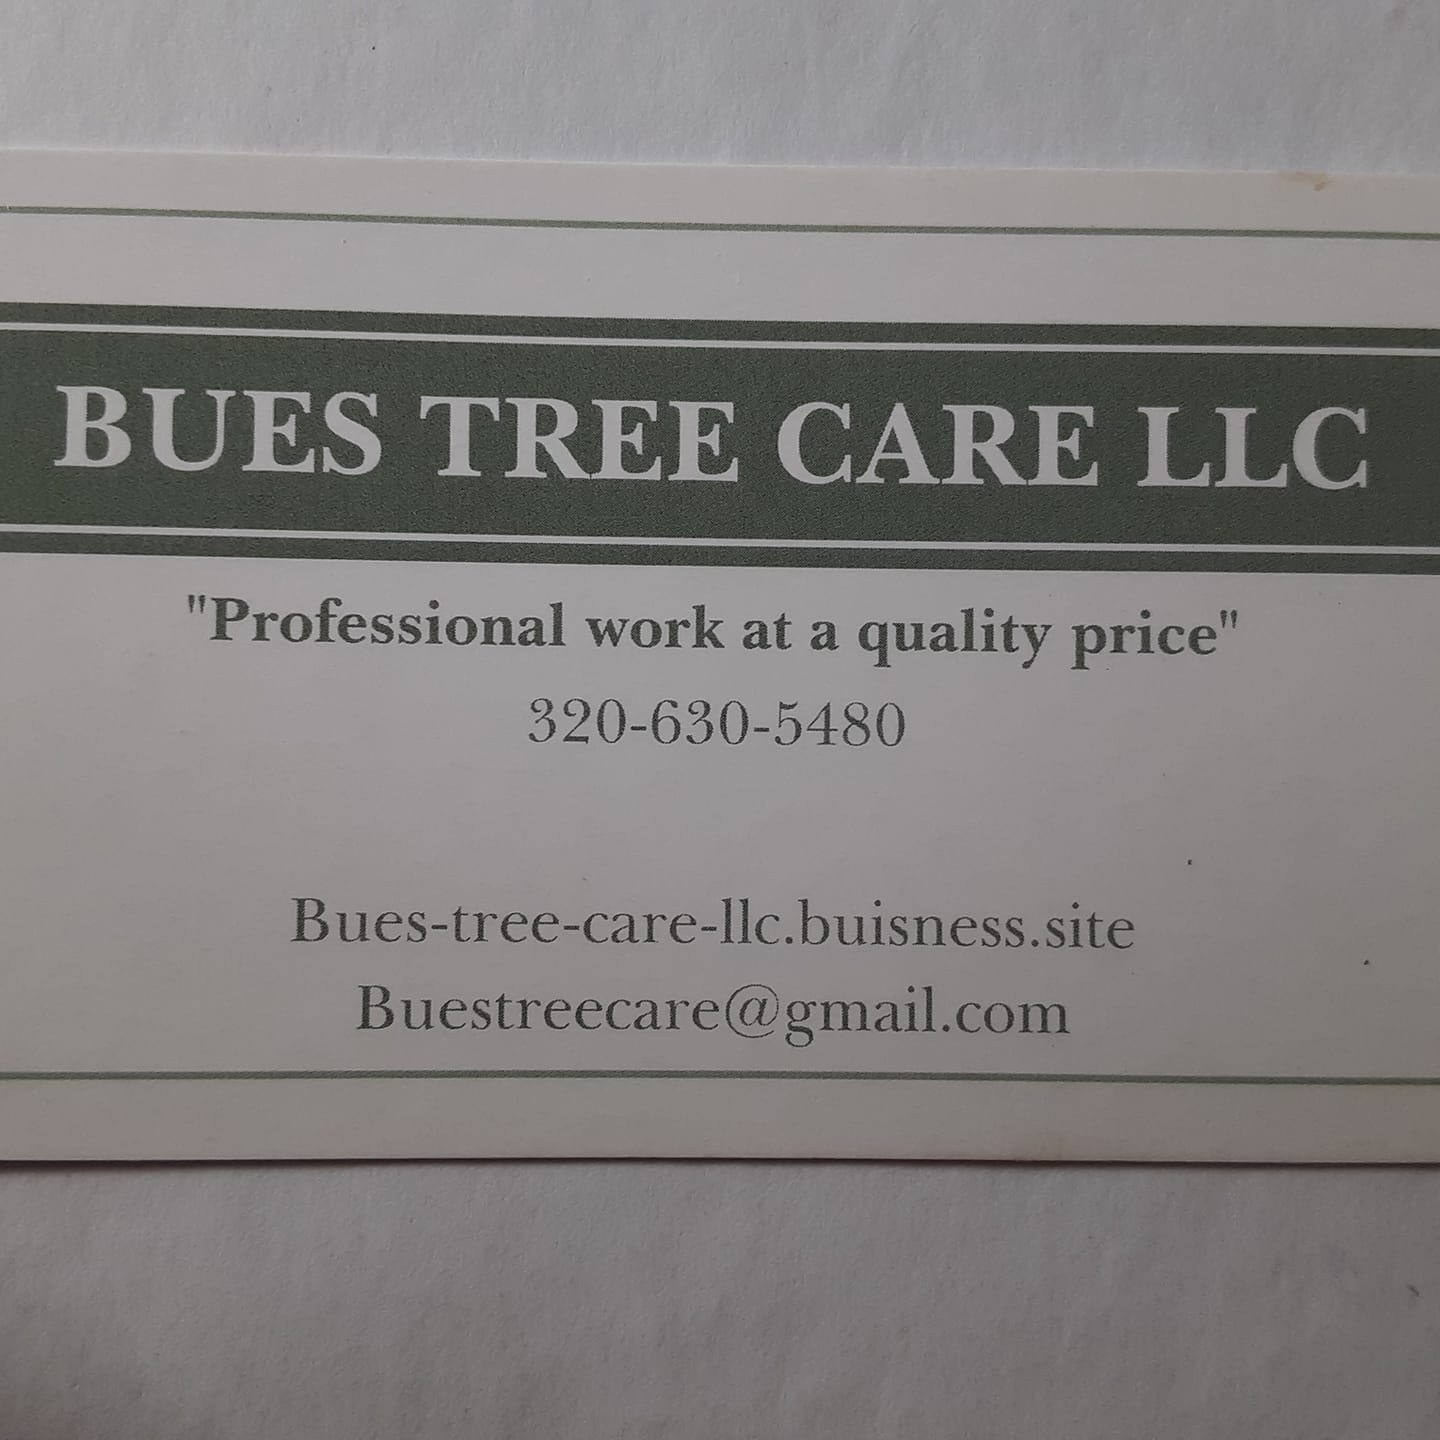 BUES TREE CARE LLC
"Professional work at a quality price"
320-630-5480
Bues-tree-care-llc.buisness.site
Buestreecare@gmail.com